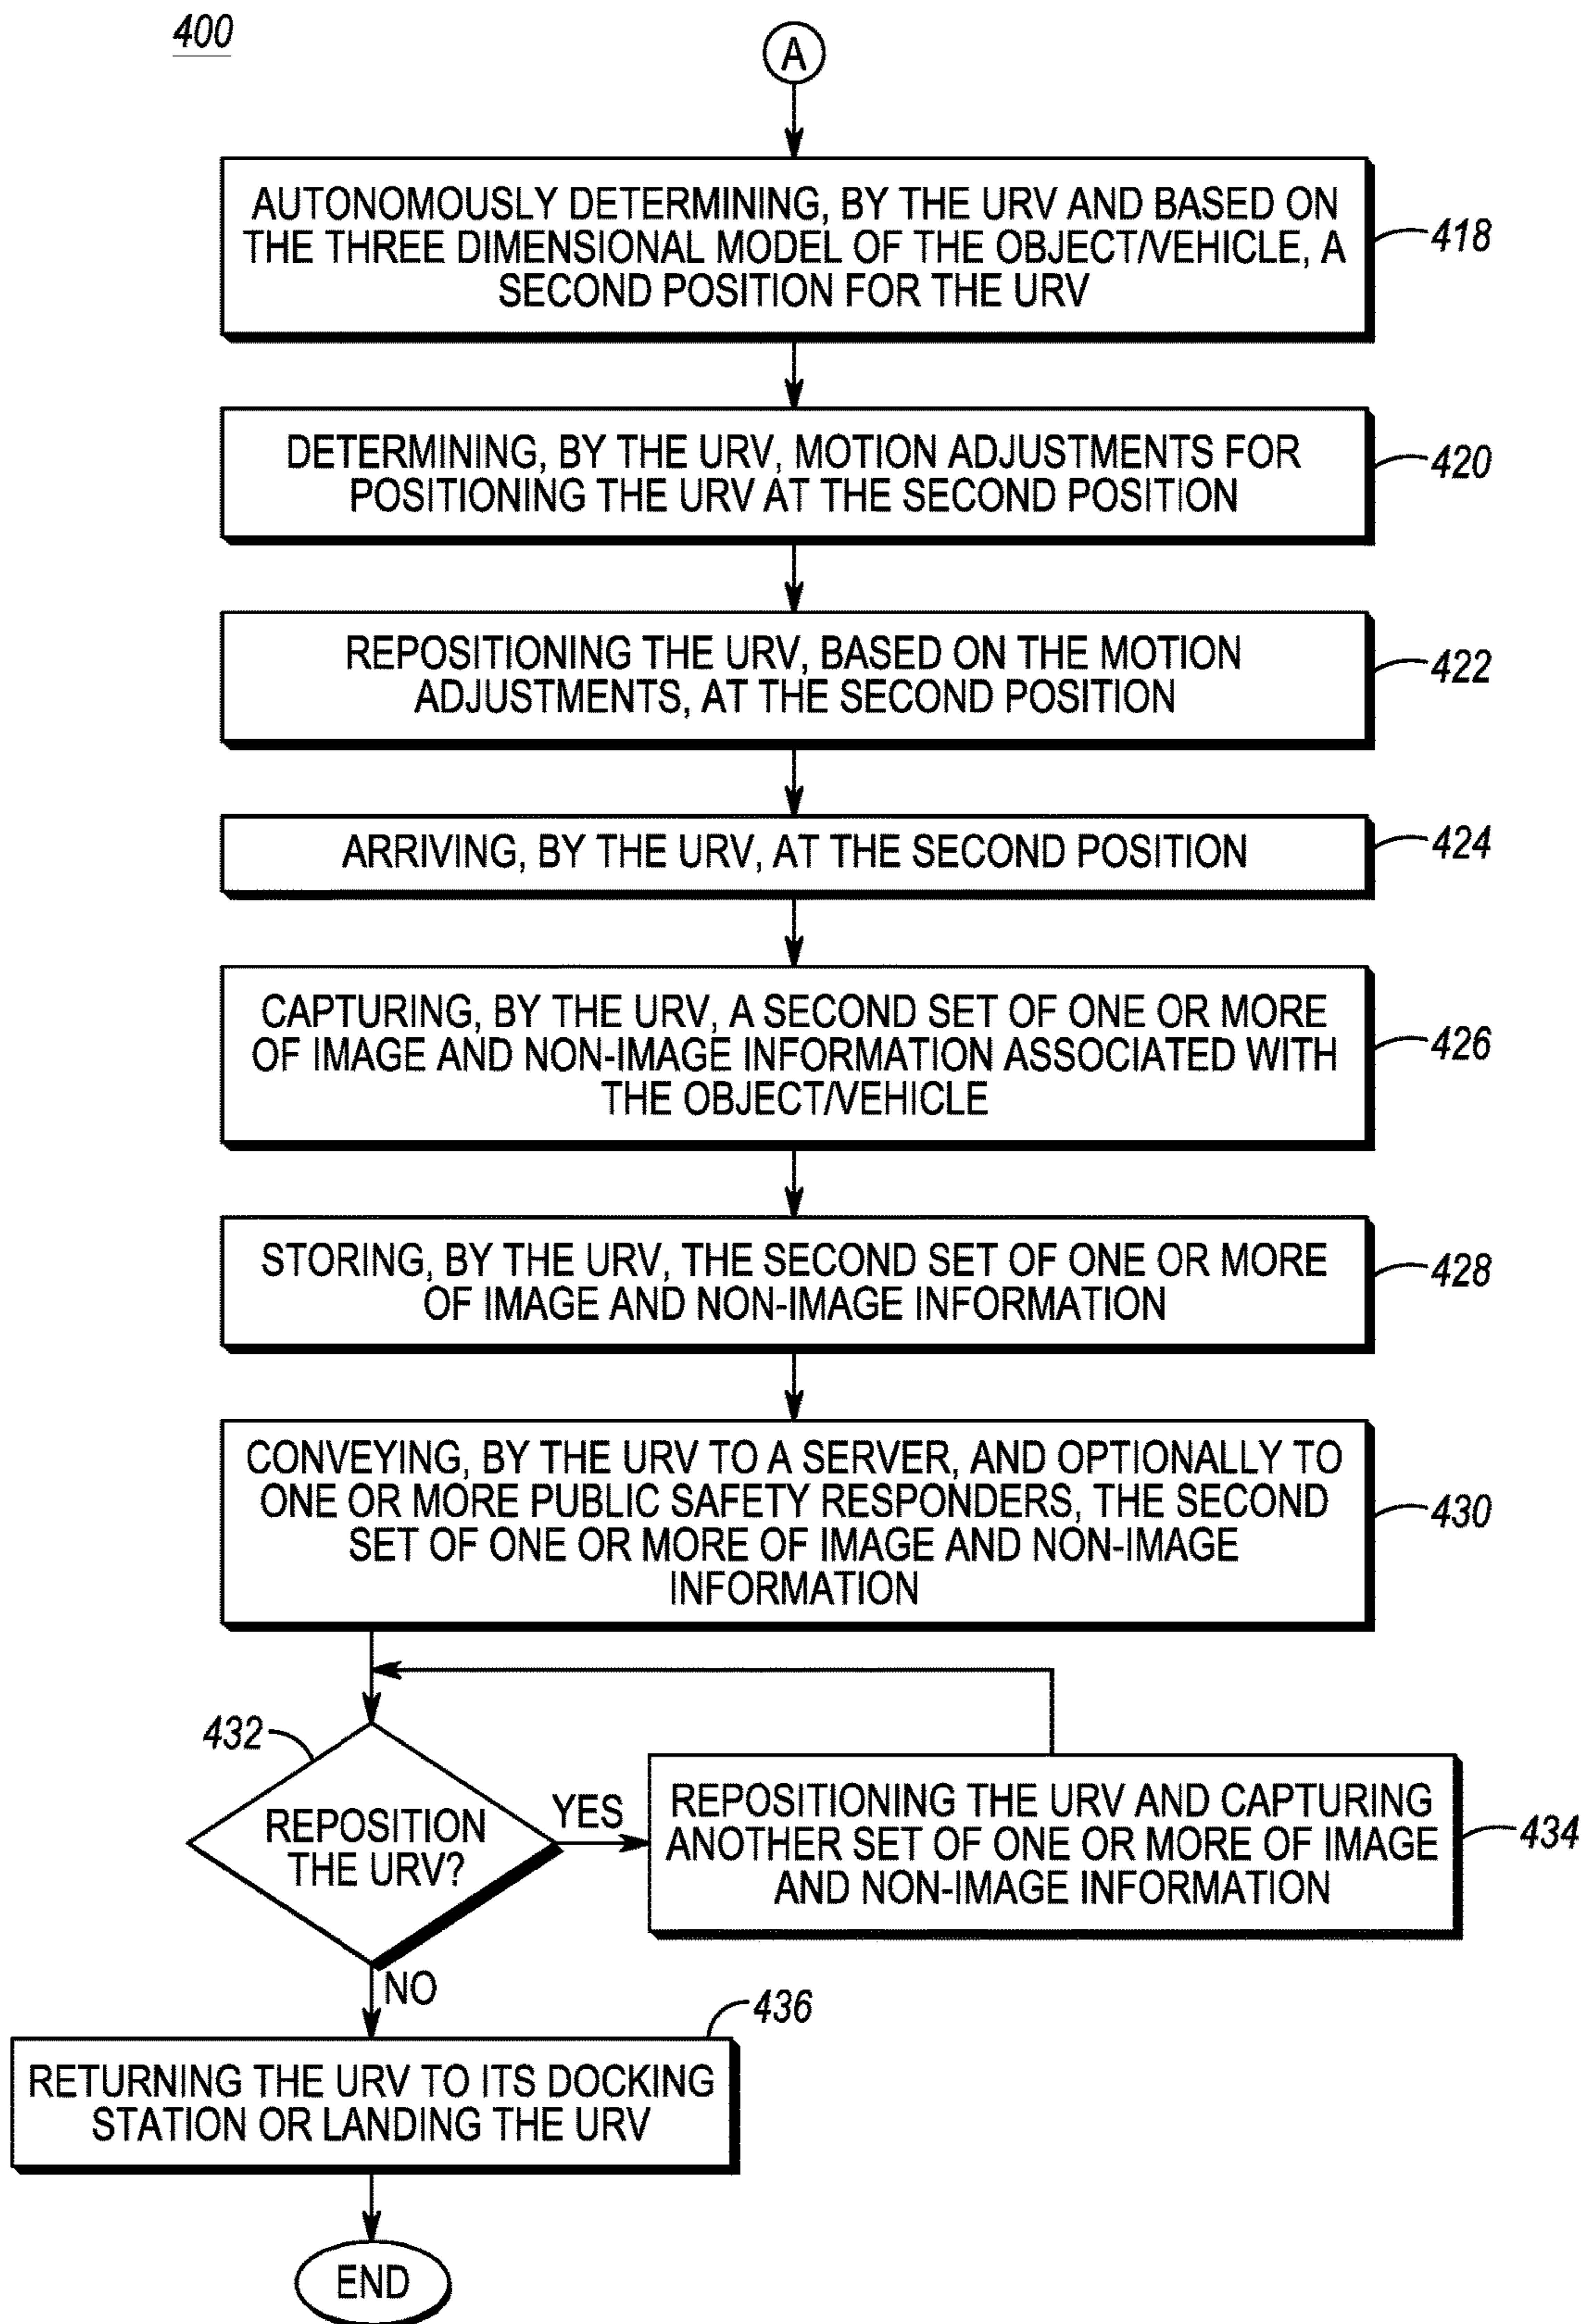 400
A
AUTONOMOUSLY DETERMINING, BY THE URV AND BASED ON
THE THREE DIMENSIONAL MODEL OF THE OBJECT/VEHICLE, A
SECOND POSITION FOR THE URV
418
DETERMINING, BY THE URV, MOTION ADJUSTMENTS FOR
POSITIONING THE URV AT THE SECOND POSITION
420
REPOSITIONING THE URV, BASED ON THE MOTION
ADJUSTMENTS, AT THE SECOND POSITION
422
ARRIVING, BY THE URV, AT THE SECOND POSITION
424
CAPTURING, BY THE URV, A SECOND SET OF ONE OR MORE
OF IMAGE AND NON-IMAGE INFORMATION ASSOCIATED WITH
THE OBJECT/VEHICLE
426
STORING, BY THE URV, THE SECOND SET OF ONE OR MORE
OF IMAGE AND NON-IMAGE INFORMATION
428
CONVEYING, BY THE URV TO A SERVER, AND OPTIONALLY TO
ONE OR MORE PUBLIC SAFETY RESPONDERS, THE SECOND
SET OF ONE OR MORE OF IMAGE AND NON-IMAGE
INFORMATION
430
432
REPOSITION
THE URV?
YES
REPOSITIONING THE URV AND CAPTURING
ANOTHER SET OF ONE OR MORE OF IMAGE
AND NON-IMAGE INFORMATION
434
NO
436
RETURNING THE URV TO ITS DOCKING
STATION OR LANDING THE URV
END